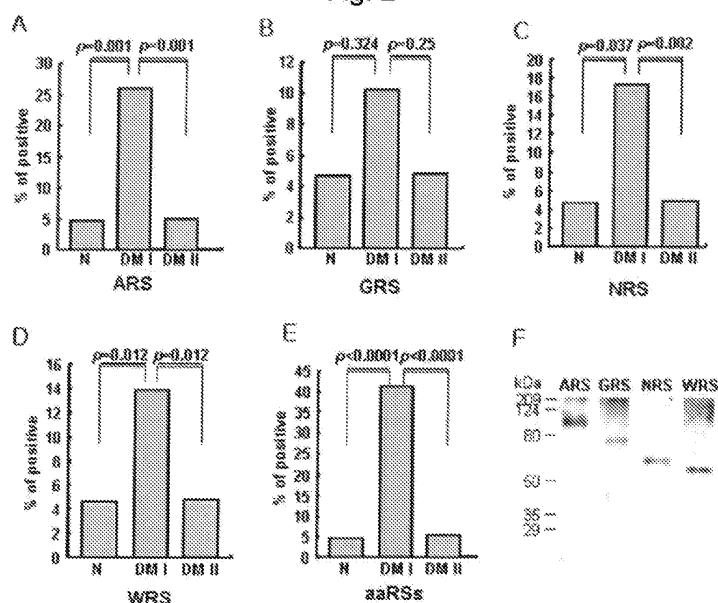 A
p=0.001 p=0.001
% of positive
30
25
20
15
10
5
0
N DM I DM II
ARS
B
p=0.324 p=0.25
% of positive
12
10
8
6
4
2
0
N DM I DM II
GRS
C
p=0.037 p=0.002
% of positive
20
18
16
14
12
10
8
6
4
2
0
N DM I DM II
NRS
D
p=0.012 p=0.012
% of positive
16
14
12
10
8
6
4
2
0
N DM I DM II
WRS
E
p<0.0001 p<0.0001
% of positive
45
40
35
30
25
20
15
10
5
0
N DM I DM II
aaRSs
F
kDa ARS GRS NRS WRS
209
124
80
50
35
29